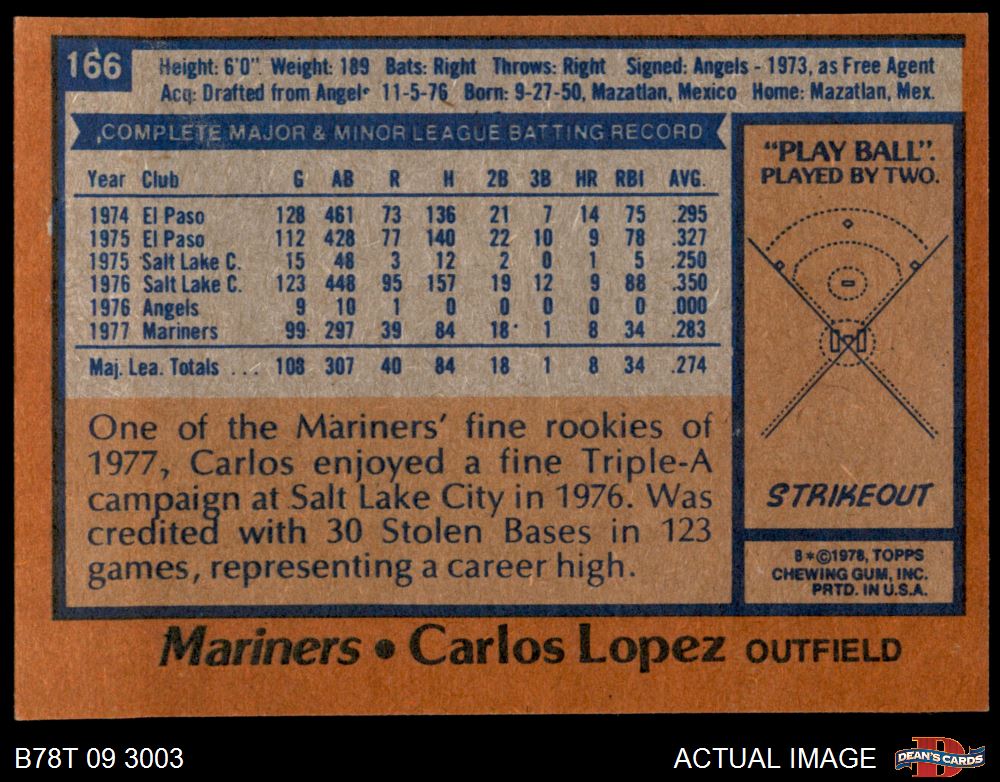 166
Height: 6'0". Weight: 189 Bats: Right Throws: Right Signed: Angels - 1973, as Free Agent
Acq: Drafted from Angels 11-5-76 Born: 9-27-50, Mazatlan, Mexico Home: Mazatlan, Mex.
COMPLETE MAJOR & MINOR LEAGUE BATTING RECORD
Year Club G AB R H 2B 3B HR RBI AVG.
1974 El Paso 128 461 73 136 21 7 14 75 .295
1975 El Paso 112 428 77 140 22 10 9 78 .327
1975 Salt Lake C. 15 48 3 12 2 0 1 5 .250
1976 Salt Lake C. 123 448 95 157 19 12 9 88 .350
1976 Angels 9 10 1 0 0 0 0 0 .000
1977 Mariners 99 297 39 84 18 1 8 34 .283
Maj. Lea. Totals ... 108 307 40 84 18 1 8 34 .274
One of the Mariners' fine rookies of
1977, Carlos enjoyed a fine Triple-A
campaign at Salt Lake City in 1976. Was
credited with 30 Stolen Bases in 123
games, representing a career high.
"PLAY BALL".
PLAYED BY TWO.
STRIKEOUT
8*©1978, TOPPS
CHEWING GUM, INC.
PRTD. IN U.S.A.
Mariners • Carlos Lopez OUTFIELD
B78T 09 3003
ACTUAL IMAGE
D
DEAN'S CARDS